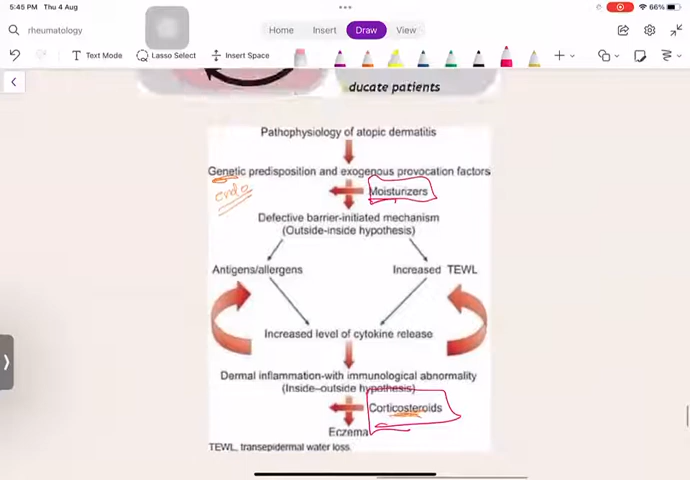 5:45 PM Thu 4 Aug
66%
rheumatology
Home Insert Draw View
Text Mode Lasso Select Insert Space
ducate patients
Pathophysiology of atopic dermatitis
Genetic predisposition and exogenous provocation factors
endo
Moisturizers
Defective barrier-initiated mechanism
(Outside-inside hypothesis)
Antigens/allergens Increased TEWL
Increased level of cytokine release
Dermal inflammation-with immunological abnormality
(Inside–outside hypothesis)
Corticosteroids
Eczema
TEWL, transepidermal water loss.